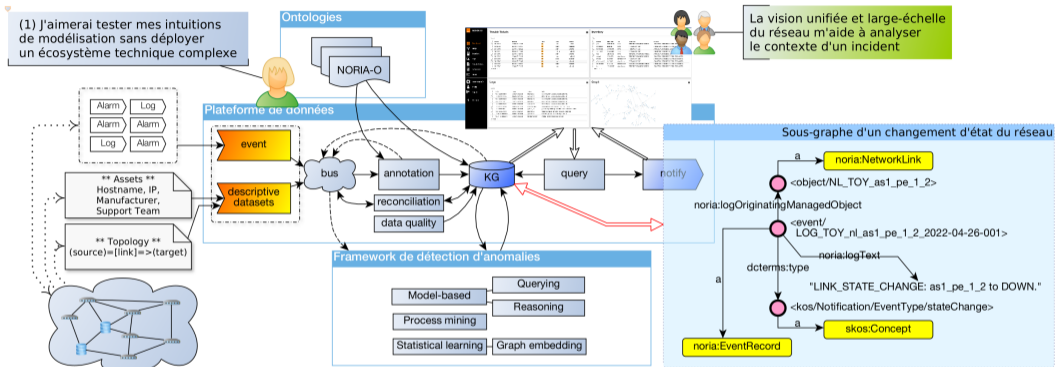 (1) J'aimerai tester mes intuitions
de modélisation sans déployer
un écosystème technique complexe
Ontologies
NORIA-O
La vision unifiée et large-échelle
du réseau m'aide à analyser
le contexte d'un incident
Alarm
Log
Alarm
Alarm
Log
Alarm
** Assets **
Hostname, IP,
Manufacturer,
Support Team
** Topology **
(source)=[link]=>(target)
Plateforme de données
event
descriptive
datasets
bus
annotation
reconciliation
data quality
KG
query
notify
Framework de détection d'anomalies
Model-based
Querying
Reasoning
Process mining
Statistical learning
Graph embedding
Sous-graphe d'un changement d'état du réseau
a
noria:NetworkLink
<object/NL_TOY_as1_pe_1_2>
noria:logOriginatingManagedObject
<event/
LOG_TOY_nl_as1_pe_1_2_2022-04-26-001>
noria:logText
dcterms:type
a
"LINK_STATE_CHANGE: as1_pe_1_2 to DOWN."
<kos/Notification/EventType/stateChange>
a
skos:Concept
noria:EventRecord